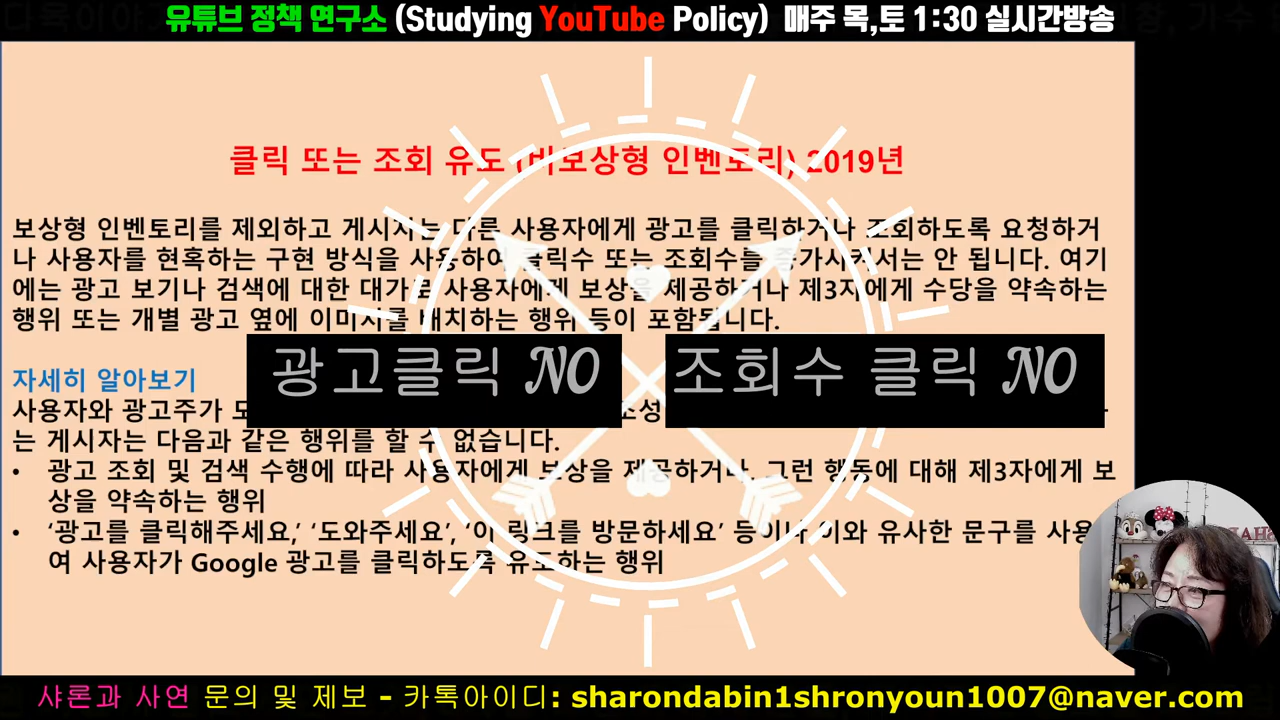 유튜브 정책 연구소 (Studying YouTube Policy) 매주 목,토 1:30 실시간방송
클릭 또는 조회 유도 (비보상형 인벤토리) 2019년
보상형 인벤토리를 제외하고 게시자는 다른 사용자에게 광고를 클릭하거나 조회하도록 요청하거
나 사용자를 현혹하는 구현 방식을 사용하여 클릭수 또는 조회수를 증가시켜서는 안 됩니다. 여기
에는 광고 보기나 검색에 대한 대가로 사용자에게 보상을 제공하거나 제3자에게 수당을 약속하는
행위 또는 개별 광고 옆에 이미지를 배치하는 행위 등이 포함됩니다.
광고클릭 NO 조회수 클릭 NO
자세히 알아보기
사용자와 광고주가
는 게시자는 다음과 같은 행위를 할 수 없습니다.
• 광고 조회 및 검색 수행에 따라 사용자에게 보상을 제공하거나, 그런 행동에 대해 제3자에게 보
상을 약속하는 행위
• ‘광고를 클릭해주세요,’ ‘도와주세요’, ‘이 링크를 방문하세요’ 등이나 이와 유사한 문구를 사용
여 사용자가 Google 광고를 클릭하도록 유도하는 행위
샤론과 사연 문의 및 제보 - 카톡아이디: sharondabin1shronyoun1007@naver.com